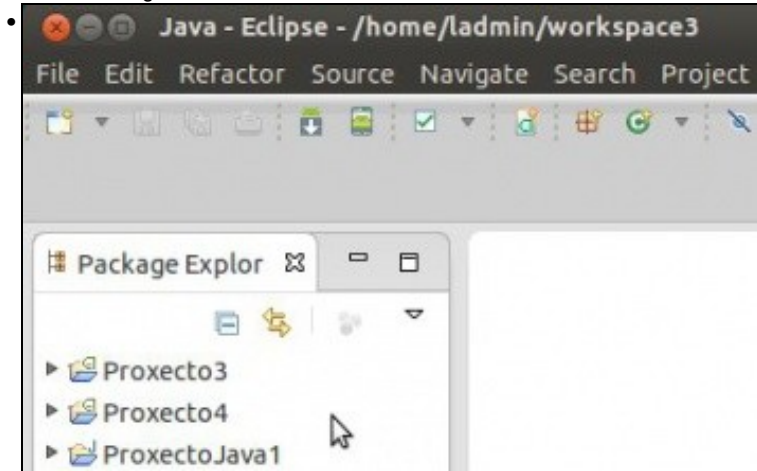 Java - Eclipse - /home/ladmin/workspace3
File Edit Refactor Source Navigate Search Project
Package Explor
Proxecto3
Proxecto4
ProxectoJava1